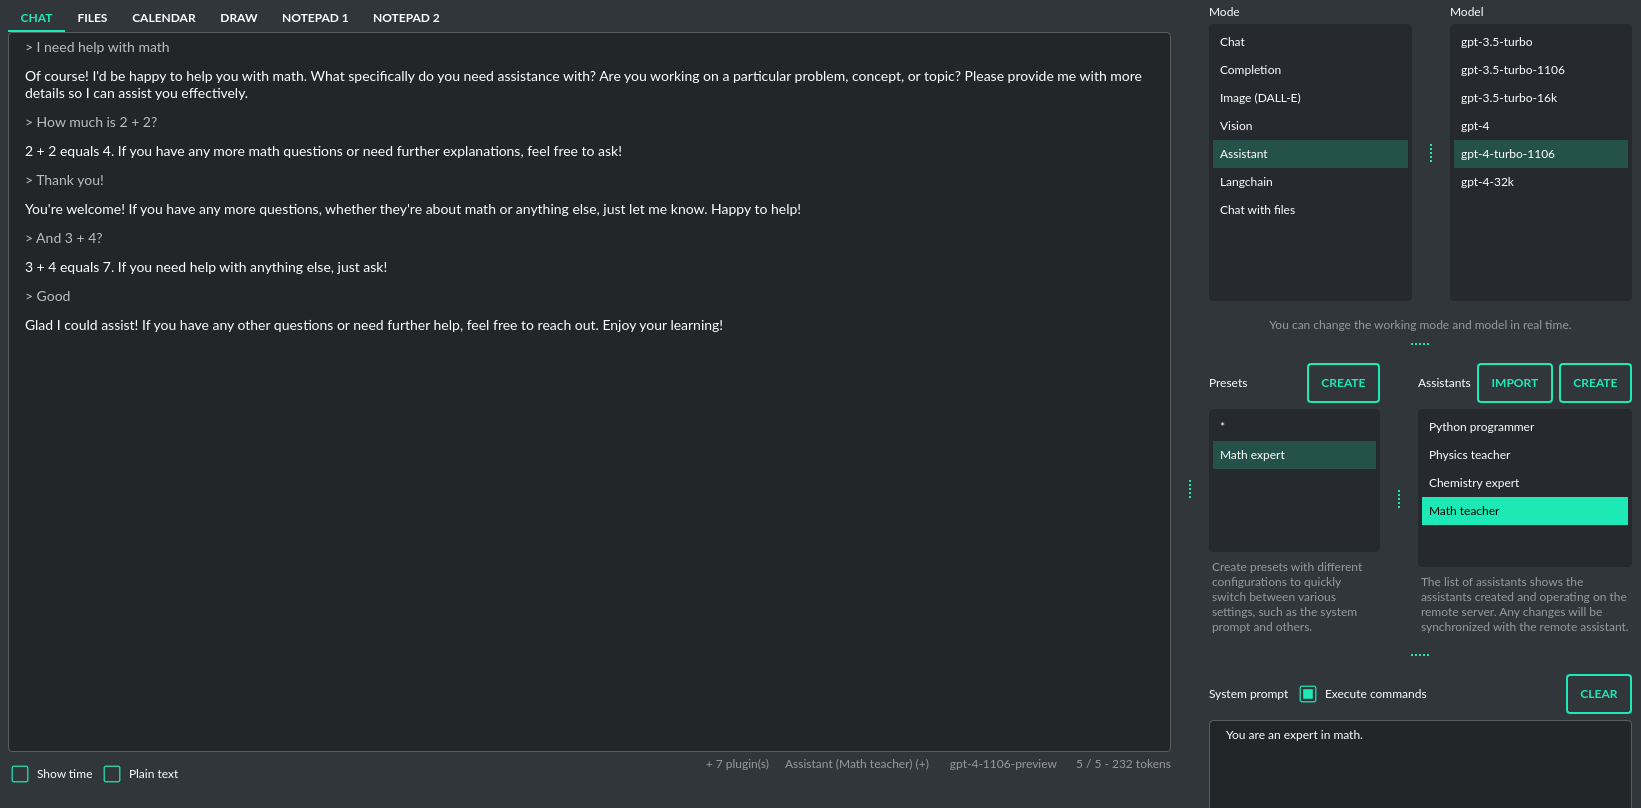 CHAT FILES CALENDAR DRAW NOTEPAD 1 NOTEPAD 2
> I need help with math
Of course! I'd be happy to help you with math. What specifically do you need assistance with? Are you working on a particular problem, concept, or topic? Please provide me with more
details so I can assist you effectively.
> How much is 2 + 2?
2 + 2 equals 4. If you have any more math questions or need further explanations, feel free to ask!
> Thank you!
You're welcome! If you have any more questions, whether they're about math or anything else, just let me know. Happy to help!
> And 3 + 4?
3 + 4 equals 7. If you need help with anything else, just ask!
> Good
Glad I could assist! If you have any other questions or need further help, feel free to reach out. Enjoy your learning!
Show time Plain text
+ 7 plugin(s) Assistant (Math teacher) (+) gpt-4-1106-preview 5 / 5 - 232 tokens
Mode
Chat
Completion
Image (DALL-E)
Vision
Assistant
Langchain
Chat with files
Model
gpt-3.5-turbo
gpt-3.5-turbo-1106
gpt-3.5-turbo-16k
gpt-4
gpt-4-turbo-1106
gpt-4-32k
You can change the working mode and model in real time.
Presets CREATE
*
Math expert
Create presets with different
configurations to quickly
switch between various
settings, such as the system
prompt and others.
Assistants IMPORT CREATE
Python programmer
Physics teacher
Chemistry expert
Math teacher
The list of assistants shows the
assistants created and operating on the
remote server. Any changes will be
synchronized with the remote assistant.
System prompt Execute commands CLEAR
You are an expert in math.